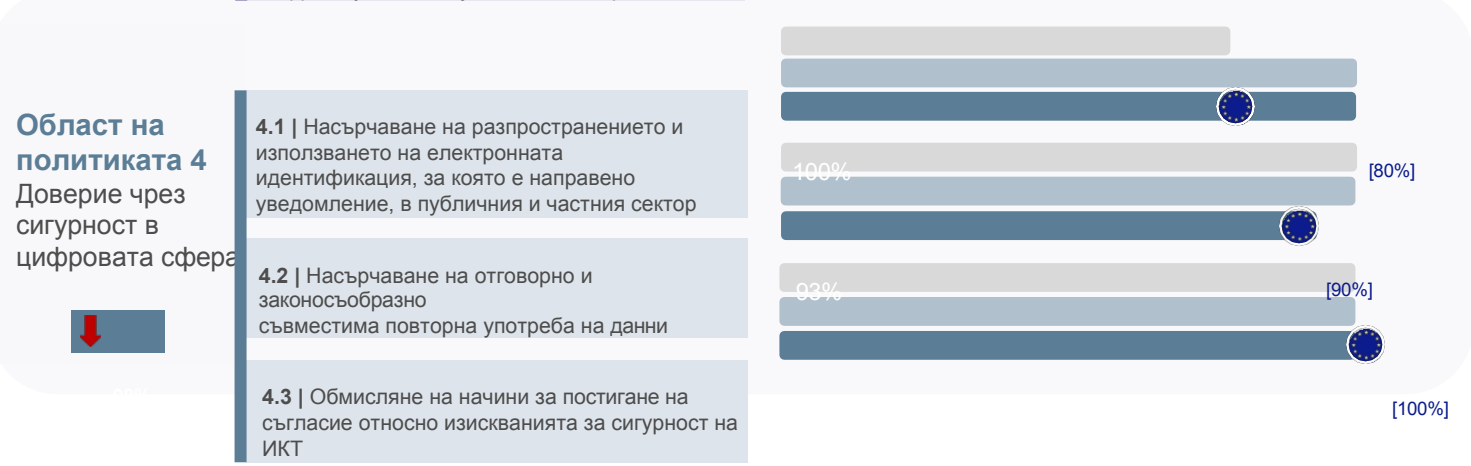 Област на
политиката 4
Доверие чрез
сигурност в
цифровата сфера
4.1 | Насърчаване на разпространението и
използването на електронната
идентификация, за която е направено
уведомление, в публичния и частния сектор
100%
[80%]
4.2 | Насърчаване на отговорно и
законосъобразно
съвместима повторна употреба на данни
93%
[90%]
4.3 | Обмисляне на начини за постигане на
съгласие относно изискванията за сигурност на
ИКТ
[100%]